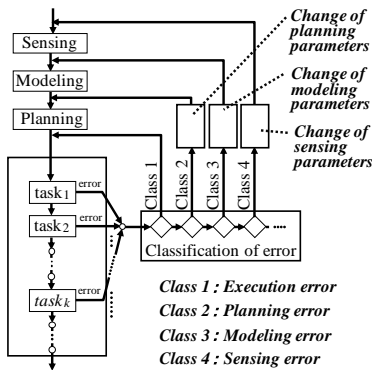 Change of
planning
parameters
Sensing
Change of
modeling
parameters
Modeling
Planning
Change of
sensing
parameters
Class 1
Class 2
Class 3
Class 4
task1
error
task2
error
taskk
error
Classification of error
Class 1 : Execution error
Class 2 : Planning error
Class 3 : Modeling error
Class 4 : Sensing error